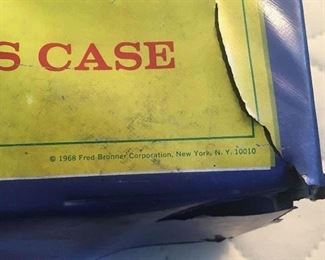 S CASE
© 1968 Fred Bronner Corporation, New York, N. Y. 10010